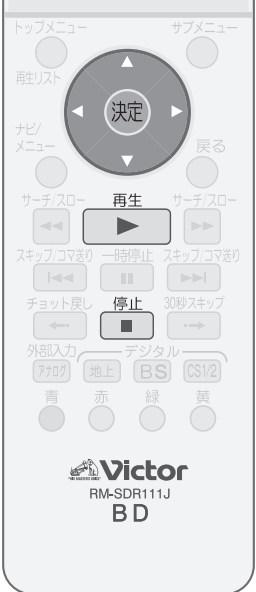 トップメニュー サブメニュー
再生リスト
決定
ナビ/
メニュー 戻る
サーチ/スロー 再生 サーチ/スロー
スキップ/コマ送り 一時停止 スキップ/コマ送り
チョット戻し 停止 30秒スキップ
外部入力 デジタル
アナログ 地上 BS CS1/2
青 赤 緑 黄
"HIS MASTER'S VOICE" Victor
RM-SDR111J
BD